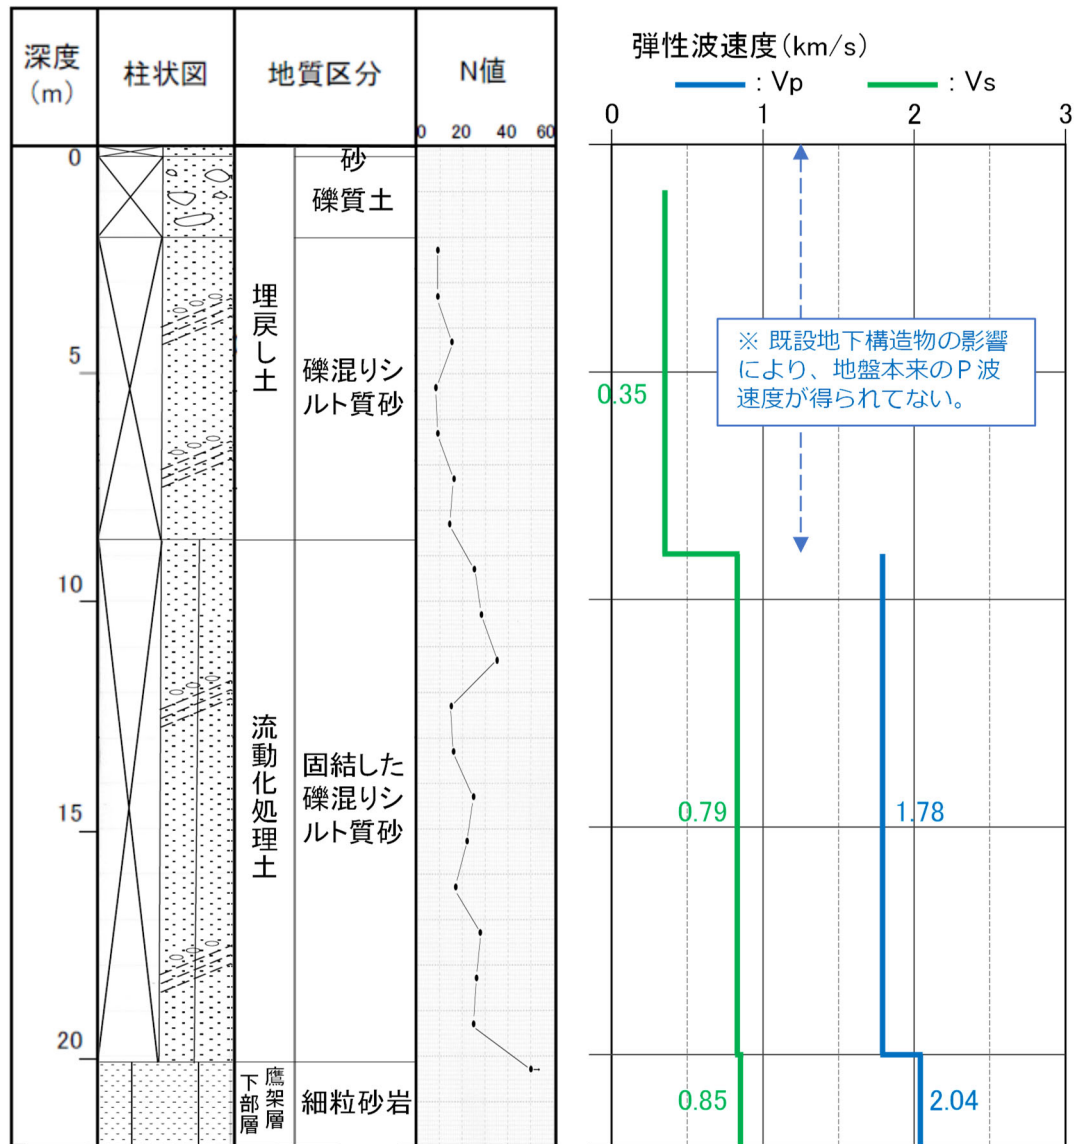 深度
（m）
柱状図
地質区分
N値
0 20 40 60
弾性波速度(km/s)
: Vp
: Vs
0 1 2 3
0
砂
礫質土
埋戻し土
5
礫混りシ
ルト質砂
10
流動化処理土
15
固結した
礫混りシ
ルト質砂
20
鷹架層
下部層
細粒砂岩
0.35
※ 既設地下構造物の影響
により、地盤本来のＰ波
速度が得られてない。
0.79
1.78
0.85
2.04